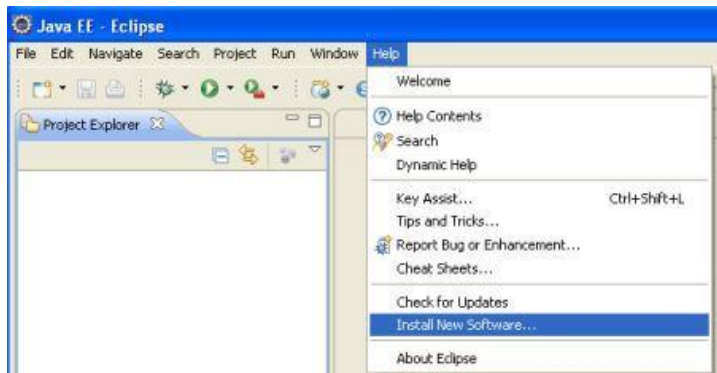 Java EE - Eclipse
File Edit Navigate Search Project Run Window Help
Welcome
Project Explorer
Help Contents
Search
Dynamic Help
Key Assist... Ctrl+Shift+L
Tips and Tricks...
Report Bug or Enhancement...
Cheat Sheets...
Check for Updates
Install New Software...
About Eclipse